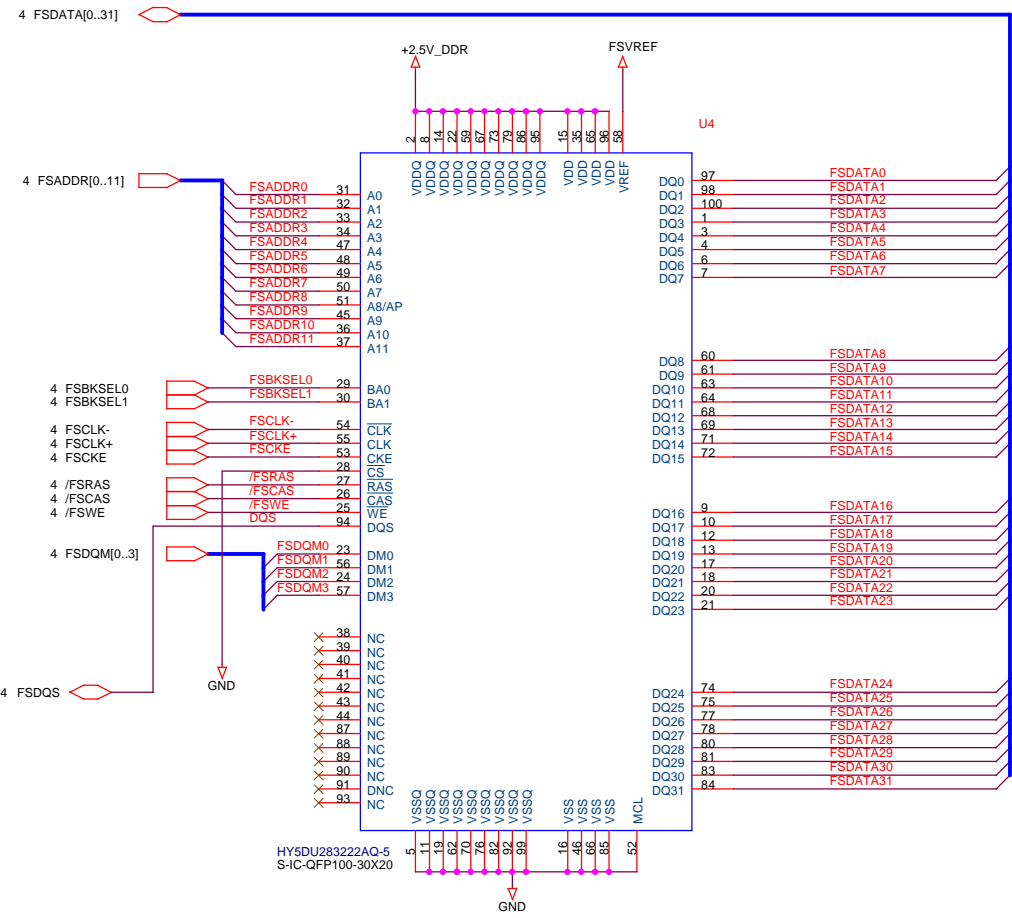 4 FSDATA[0..31]
+2.5V_DDR
FSVREF
U4
2 8 14 22 59 67 73 79 86 95 15 35 65 96 58
VDDQ VDDQ VDDQ VDDQ VDDQ VDDQ VDDQ VDDQ VDDQ VDDQ VDD VDD VDD VDD VREF
4 FSADDR[0..11]
FSADDR0 31 A0
FSADDR1 32 A1
FSADDR2 33 A2
FSADDR3 34 A3
FSADDR4 47 A4
FSADDR5 48 A5
FSADDR6 49 A6
FSADDR7 50 A7
FSADDR8 51 A8/AP
FSADDR9 45 A9
FSADDR10 36 A10
FSADDR11 37 A11
4 FSBKSEL0 FSBKSEL0 29 BA0
4 FSBKSEL1 FSBKSEL1 30 BA1
4 FSCLK- FSCLK- 54 CLK
4 FSCLK+ FSCLK+ 55 CLK
4 FSCKE FSCKE 53 CKE
28 CS
4 /FSRAS /FSRAS 27 RAS
4 /FSCAS /FSCAS 26 CAS
4 /FSWE /FSWE 25 WE
DQS 94 DQS
4 FSDQM[0..3]
FSDQM0 23 DM0
FSDQM1 56 DM1
FSDQM2 24 DM2
FSDQM3 57 DM3
38 NC
39 NC
40 NC
41 NC
42 NC
43 NC
44 NC
87 NC
88 NC
89 NC
90 NC
91 DNC
93 NC
GND
4 FSDQS
DQ0 97 FSDATA0
DQ1 98 FSDATA1
DQ2 100 FSDATA2
DQ3 1 FSDATA3
DQ4 3 FSDATA4
DQ5 4 FSDATA5
DQ6 6 FSDATA6
DQ7 7 FSDATA7
DQ8 60 FSDATA8
DQ9 61 FSDATA9
DQ10 63 FSDATA10
DQ11 64 FSDATA11
DQ12 68 FSDATA12
DQ13 69 FSDATA13
DQ14 71 FSDATA14
DQ15 72 FSDATA15
DQ16 9 FSDATA16
DQ17 10 FSDATA17
DQ18 12 FSDATA18
DQ19 13 FSDATA19
DQ20 17 FSDATA20
DQ21 18 FSDATA21
DQ22 20 FSDATA22
DQ23 21 FSDATA23
DQ24 74 FSDATA24
DQ25 75 FSDATA25
DQ26 77 FSDATA26
DQ27 78 FSDATA27
DQ28 80 FSDATA28
DQ29 81 FSDATA29
DQ30 83 FSDATA30
DQ31 84 FSDATA31
VSSQ VSSQ VSSQ VSSQ VSSQ VSSQ VSSQ VSSQ VSSQ VSS VSS VSS VSS MCL
5 11 19 62 70 76 82 92 99 16 46 66 85 52
HY5DU283222AQ-5
S-IC-QFP100-30X20
GND